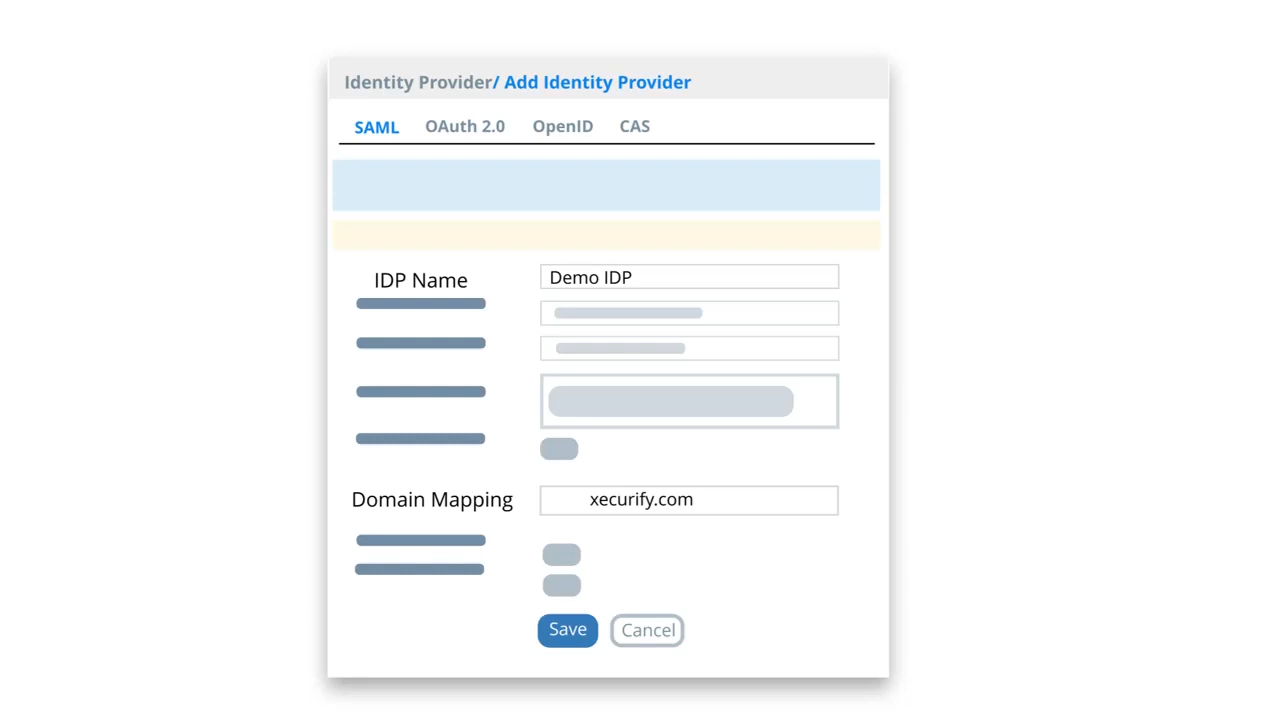 Identity Provider/ Add Identity Provider
SAML OAuth 2.0 OpenID CAS
IDP Name Demo IDP
Domain Mapping xecurify.com
Save Cancel